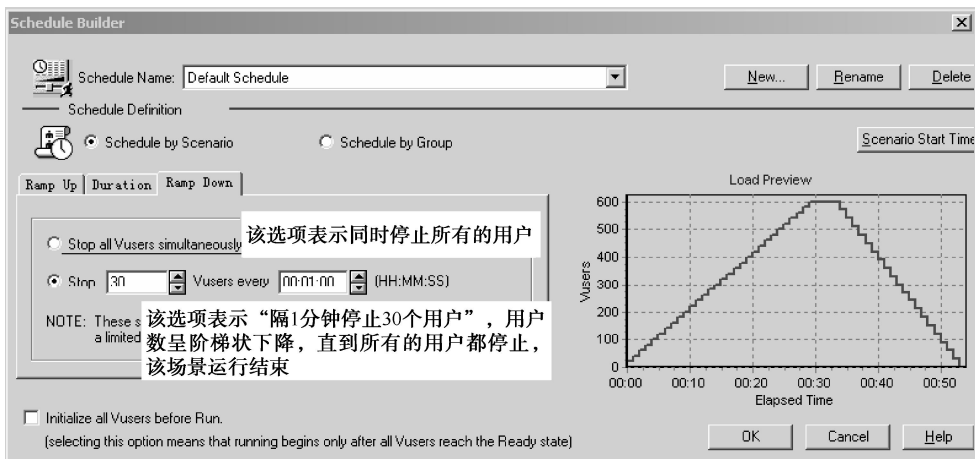 Schedule Builder
Schedule Name: Default Schedule
New... Rename Delete
Schedule Definition
Schedule by Scenario Schedule by Group
Scenario Start Time
Ramp Up Duration Ramp Down
Stop all Vusers simultaneously
该选项表示同时停止所有的用户
Stop 30 Vusers every 00:01:00 (HH:MM:SS)
NOTE: These s
a limited
该选项表示“隔1分钟停止30个用户”，用户
数呈阶梯状下降，直到所有的用户都停止，
该场景运行结束
Load Preview
Vusers
600
500
400
300
200
100
0
00:00 00:10 00:20 00:30 00:40 00:50
Elapsed Time
Initialize all Vusers before Run.
(selecting this option means that running begins only after all Vusers reach the Ready state)
OK Cancel Help